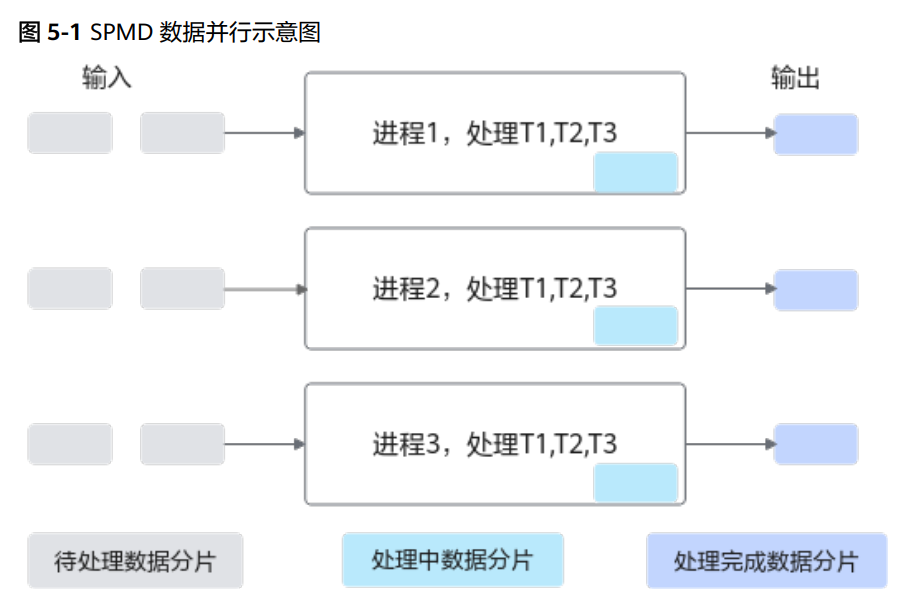 图 5-1 SPMD 数据并行示意图
输入
输出
进程1，处理T1,T2,T3
进程2，处理T1,T2,T3
进程3，处理T1,T2,T3
待处理数据分片
处理中数据分片
处理完成数据分片